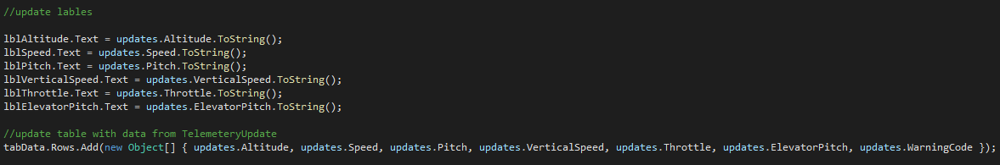 //update lables
lblAltitude.Text = updates.Altitude.ToString();
lblSpeed.Text = updates.Speed.ToString();
lblPitch.Text = updates.Pitch.ToString();
lblVerticalSpeed.Text = updates.VerticalSpeed.ToString();
lblThrottle.Text = updates.Throttle.ToString();
lblElevatorPitch.Text = updates.ElevatorPitch.ToString();
//update table with data from TelemeteryUpdate
tabData.Rows.Add(new Object[] { updates.Altitude, updates.Speed, updates.Pitch, updates.VerticalSpeed, updates.Throttle, updates.ElevatorPitch, updates.WarningCode });